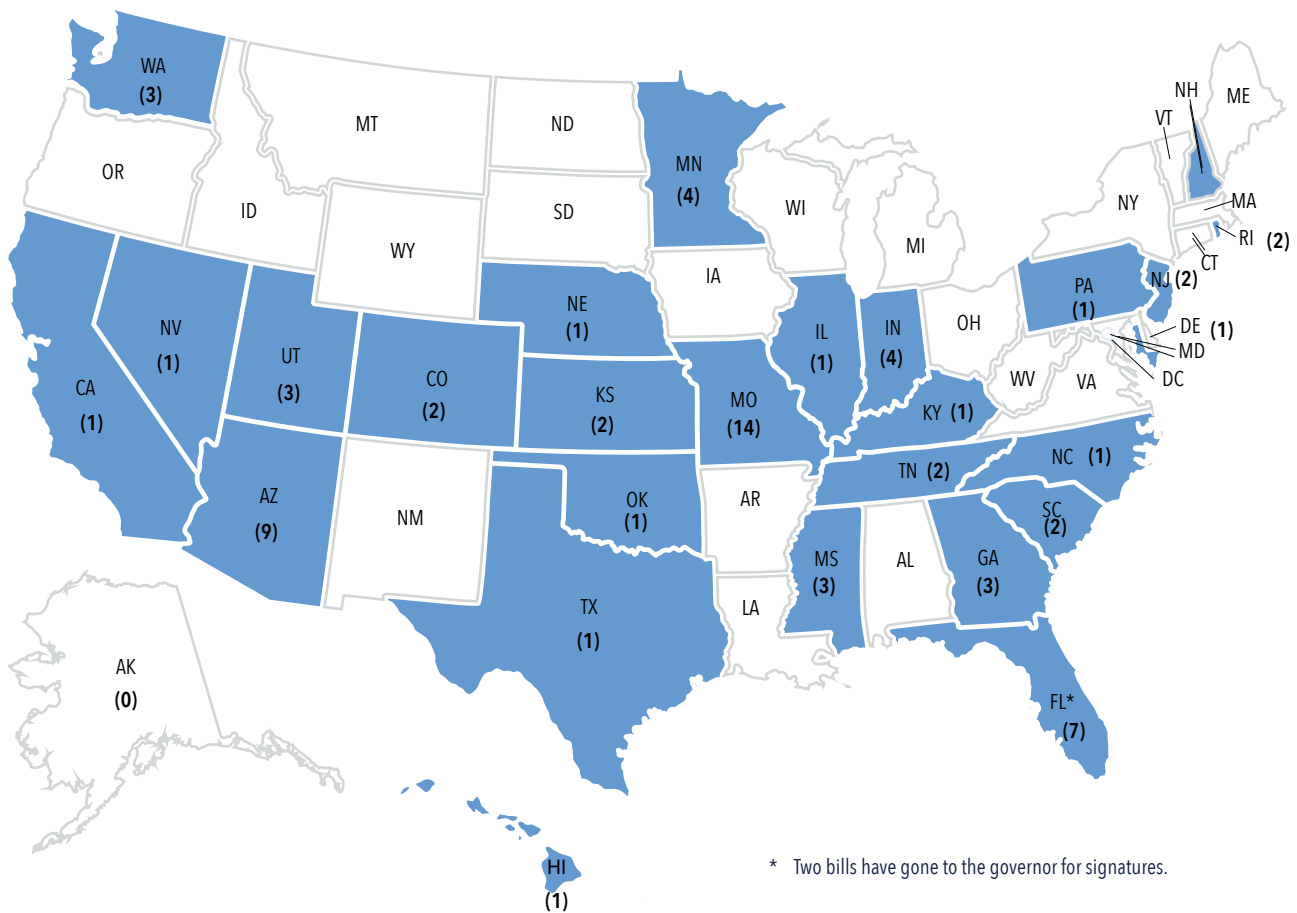 WA
(3)
MT
ND
MN
(4)
OR
ID
SD
WY
WI
MI
IA
NY
VT
NH
ME
MA
RI (2)
CT
NV
(1)
UT
(3)
CA
(1)
CO
(2)
NE
(1)
KS
(2)
MO
(14)
IL
(1)
IN
(4)
OH
PA
(1)
NJ (2)
DE (1)
MD
DC
WV
VA
KY (1)
TN (2)
NC (1)
SC
(2)
AZ
(9)
NM
OK
(1)
AR
TX
(1)
LA
MS
(3)
AL
GA
(3)
FL*
(7)
AK
(0)
HI
(1)
* Two bills have gone to the governor for signatures.